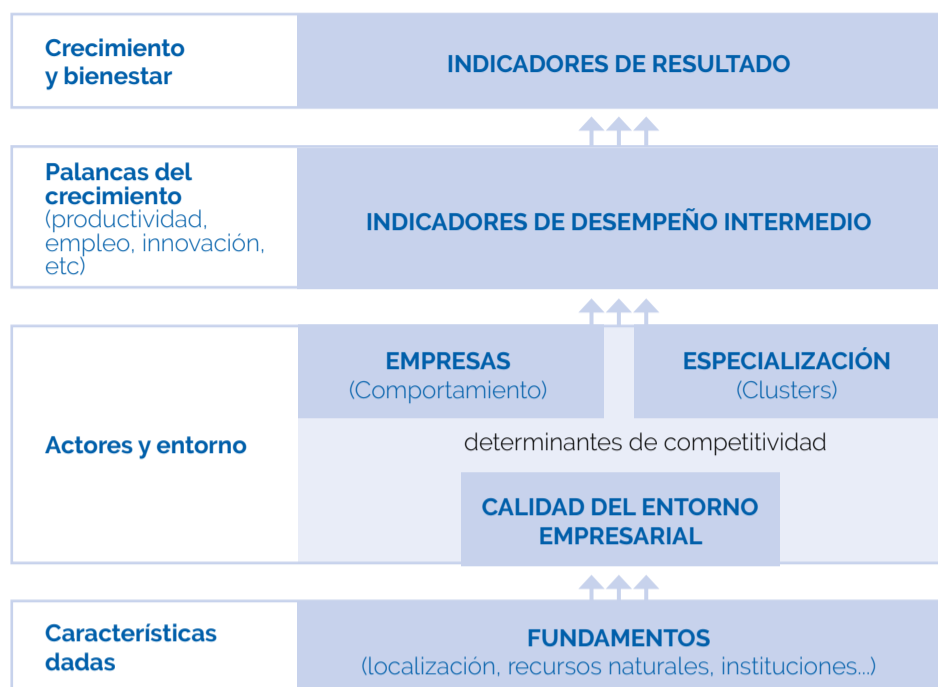 Crecimiento
y bienestar
INDICADORES DE RESULTADO
Palancas del
crecimiento
(productividad,
empleo, innovación,
etc)
INDICADORES DE DESEMPEÑO INTERMEDIO
Actores y entorno
EMPRESAS
(Comportamiento)
ESPECIALIZACIÓN
(Clusters)
determinantes de competitividad
CALIDAD DEL ENTORNO
EMPRESARIAL
Características
dadas
FUNDAMENTOS
(localización, recursos naturales, instituciones...)